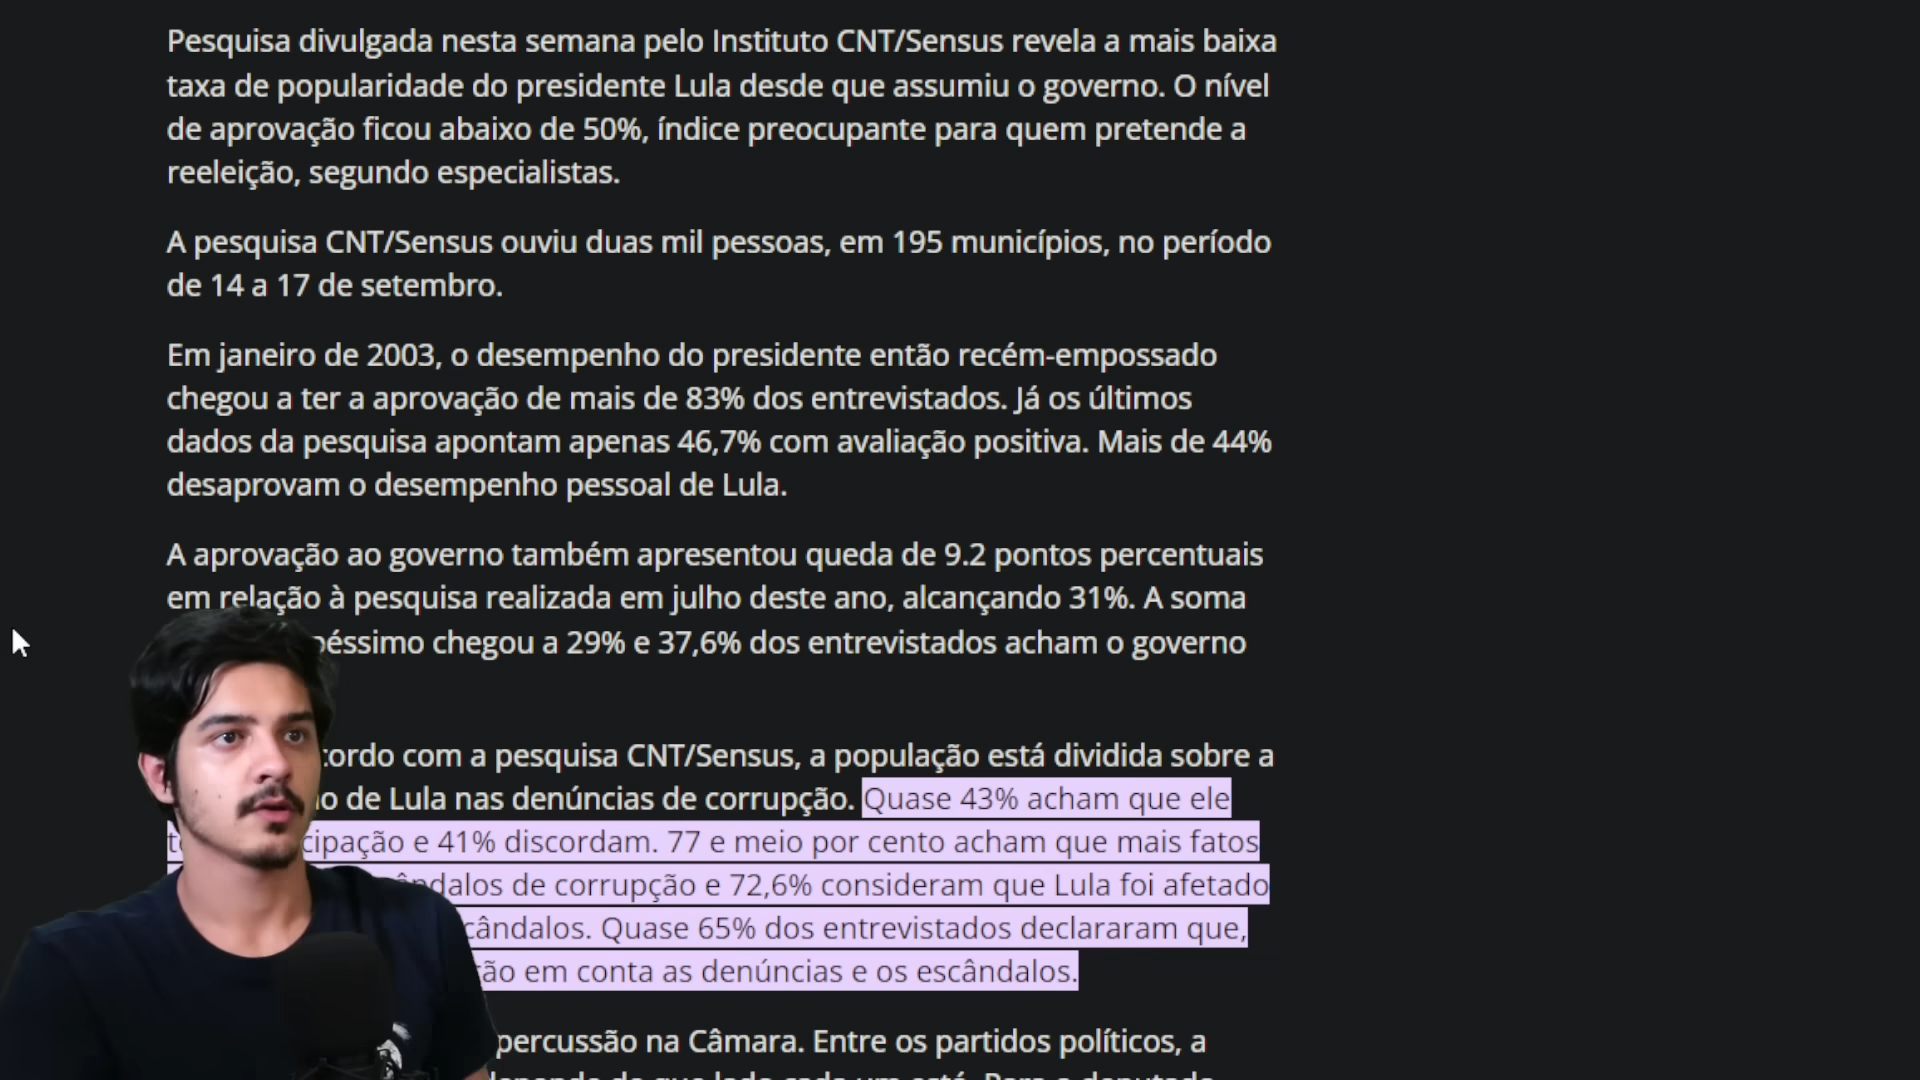 Pesquisa divulgada nesta semana pelo Instituto CNT/Sensus revela a mais baixa
taxa de popularidade do presidente Lula desde que assumiu o governo. O nível
de aprovação ficou abaixo de 50%, índice preocupante para quem pretende a
reeleição, segundo especialistas.
A pesquisa CNT/Sensus ouviu duas mil pessoas, em 195 municípios, no período
de 14 a 17 de setembro.
Em janeiro de 2003, o desempenho do presidente então recém-empossado
chegou a ter a aprovação de mais de 83% dos entrevistados. Já os últimos
dados da pesquisa apontam apenas 46,7% com avaliação positiva. Mais de 44%
desaprovam o desempenho pessoal de Lula.
A aprovação ao governo também apresentou queda de 9.2 pontos percentuais
em relação à pesquisa realizada em julho deste ano, alcançando 31%. A soma
péssimo chegou a 29% e 37,6% dos entrevistados acham o governo
com a pesquisa CNT/Sensus, a população está dividida sobre a
de Lula nas denúncias de corrupção. Quase 43% acham que ele
e 41% discordam. 77 e meio por cento acham que mais fatos
de corrupção e 72,6% consideram que Lula foi afetado
Quase 65% dos entrevistados declararam que,
em conta as denúncias e os escândalos.
na Câmara. Entre os partidos políticos, a